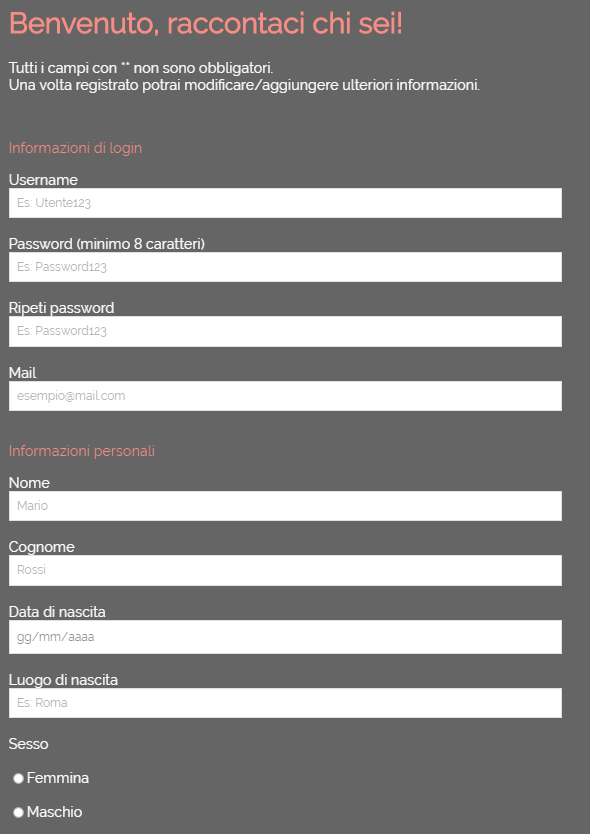 Benvenuto, raccontaci chi sei!
Tutti i campi con "*" non sono obbligatori.
Una volta registrato potrai modificare/aggiungere ulteriori informazioni.
Informazioni di login
Username
Es: Utente123
Password (minimo 8 caratteri)
Es: Password123
Ripeti password
Es: Password123
Mail
esempio@mail.com
Informazioni personali
Nome
Mario
Cognome
Rossi
Data di nascita
gg/mm/aaaa
Luogo di nascita
Es: Roma
Sesso
Femmina
Maschio